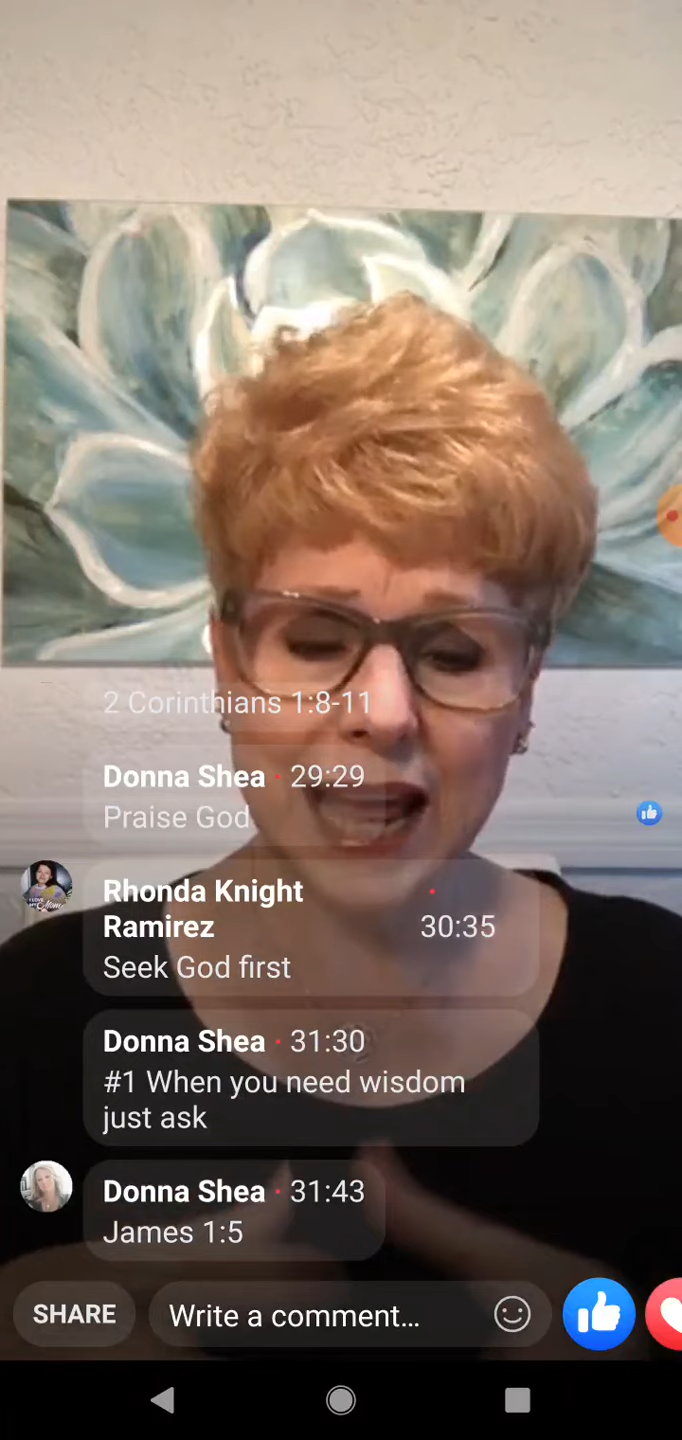 2 Corinthians 1:8-11
Donna Shea · 29:29
Praise God
Rhonda Knight ·
Ramirez 30:35
Seek God first
Donna Shea · 31:30
#1 When you need wisdom
just ask
Donna Shea · 31:43
James 1:5
SHARE Write a comment...